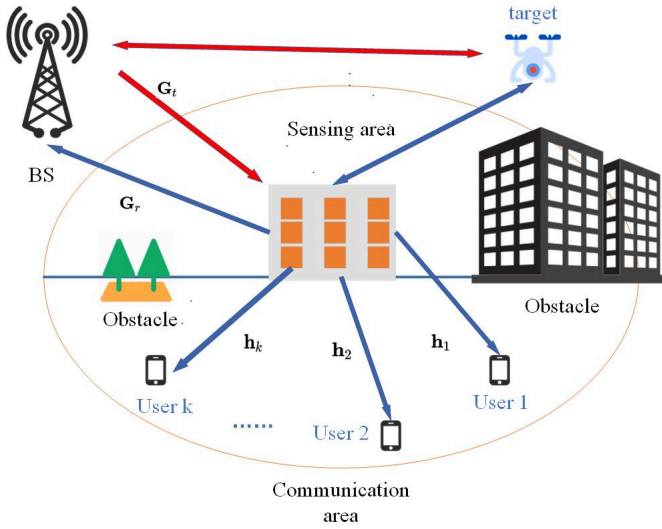 target
G_t
Sensing area
BS
G_r
Obstacle
Obstacle
h_k
h_2
h_1
User k
......
User 2
User 1
Communication
area